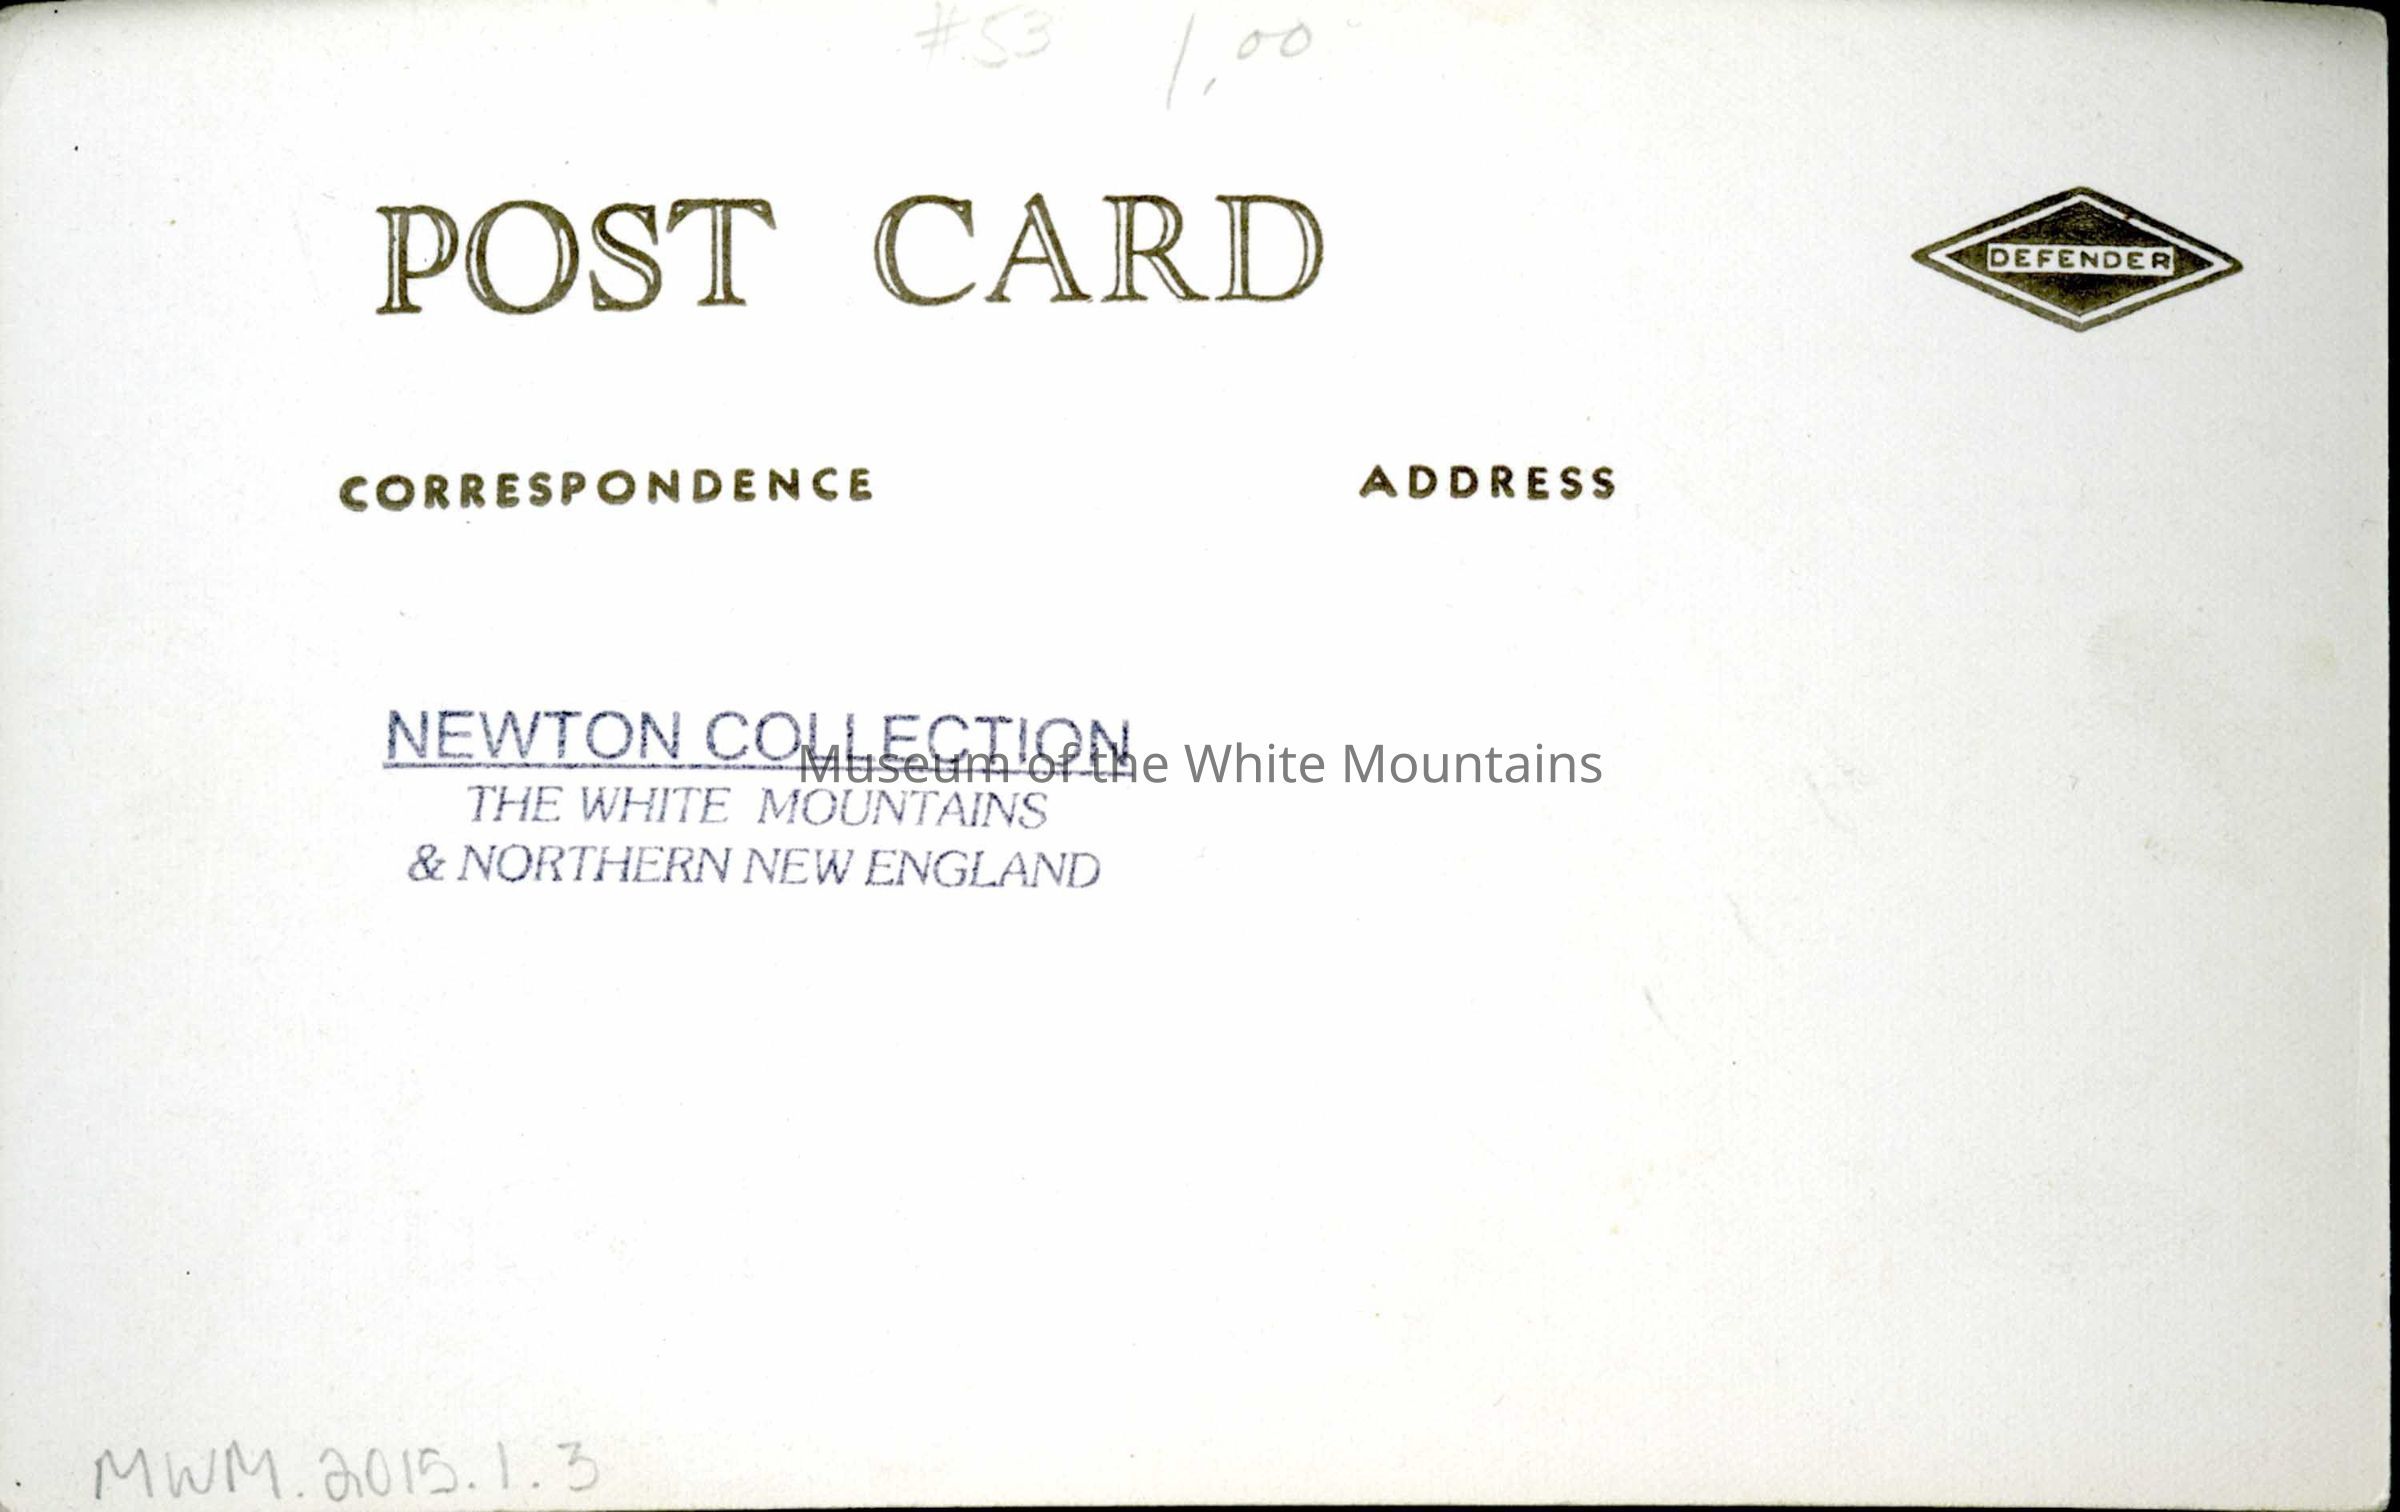 #53 1.00
POST CARD
DEFENDER
CORRESPONDENCE
ADDRESS
NEWTON COLLECTION
Museum of the White Mountains
THE WHITE MOUNTAINS
& NORTHERN NEW ENGLAND
MWM.2015.1.3